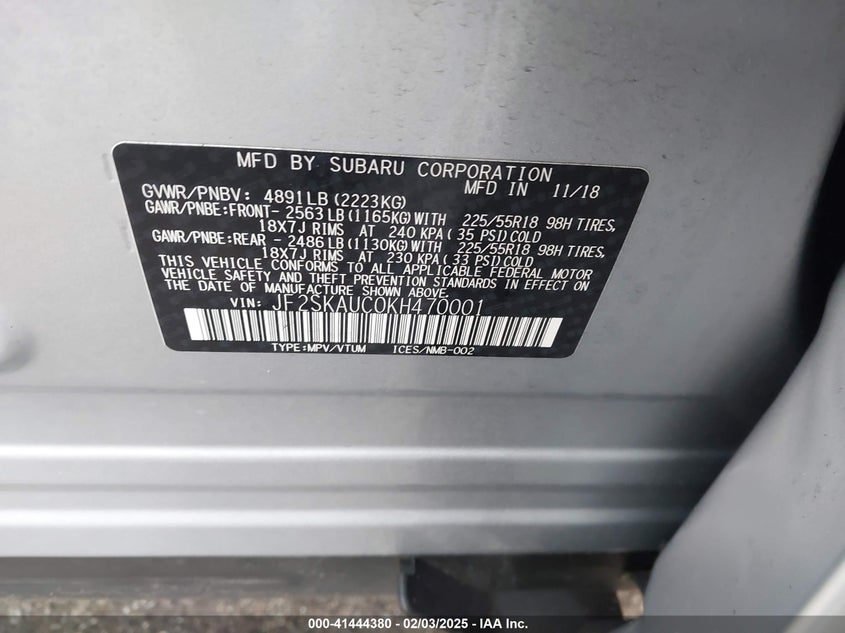 MFD BY SUBARU CORPORATION
MFD IN 11/18
GVWR/PNBV: 4891LB(2223KG)
GAWR/PNBE:FRONT-2563LB(1165KG)WITH 225/55R18 98H TIRES,
18X7J RIMS AT 240 KPA(35 PSI)COLD
GAWR/PNBE:REAR -2486LB(1130KG)WITH 225/55R18 98H TIRES,
18X7J RIMS AT 230 KPA(33 PSI)COLD
THIS VEHICLE CONFORMS TO ALL APPLICABLE FEDERAL MOTOR
VEHICLE SAFETY AND THEFT PREVENTION STANDARDS IN EFFECT ON
THE DATE OF MANUFACTURE SHOWN ABOVE.
VIN: JF2SKAUC0KH470001
TYPE:MPV/VTUM ICES/NMB-002
000-41444380 - 02/03/2025 - IAA Inc.